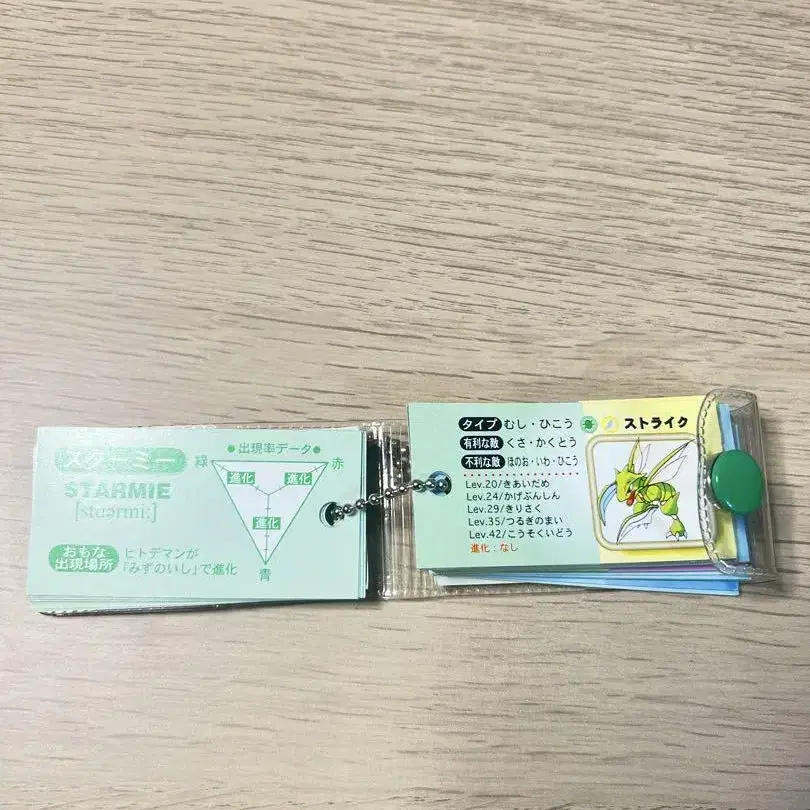 スターミー
STARMIE
[stɑərmi:]
●出現率データ●
緑
赤
進化
進化
進化
青
おもな出現場所
ヒトデマンが
「みずのいし」で進化
タイプ むし・ひこう
ストライク
有利な敵 くさ・かくとう
不利な敵 ほのお・いわ・ひこう
Lev.20/きあいだめ
Lev.24/かげぶんしん
Lev.29/きりさく
Lev.35/つるぎのまい
Lev.42/こうそくいどう
進化:なし